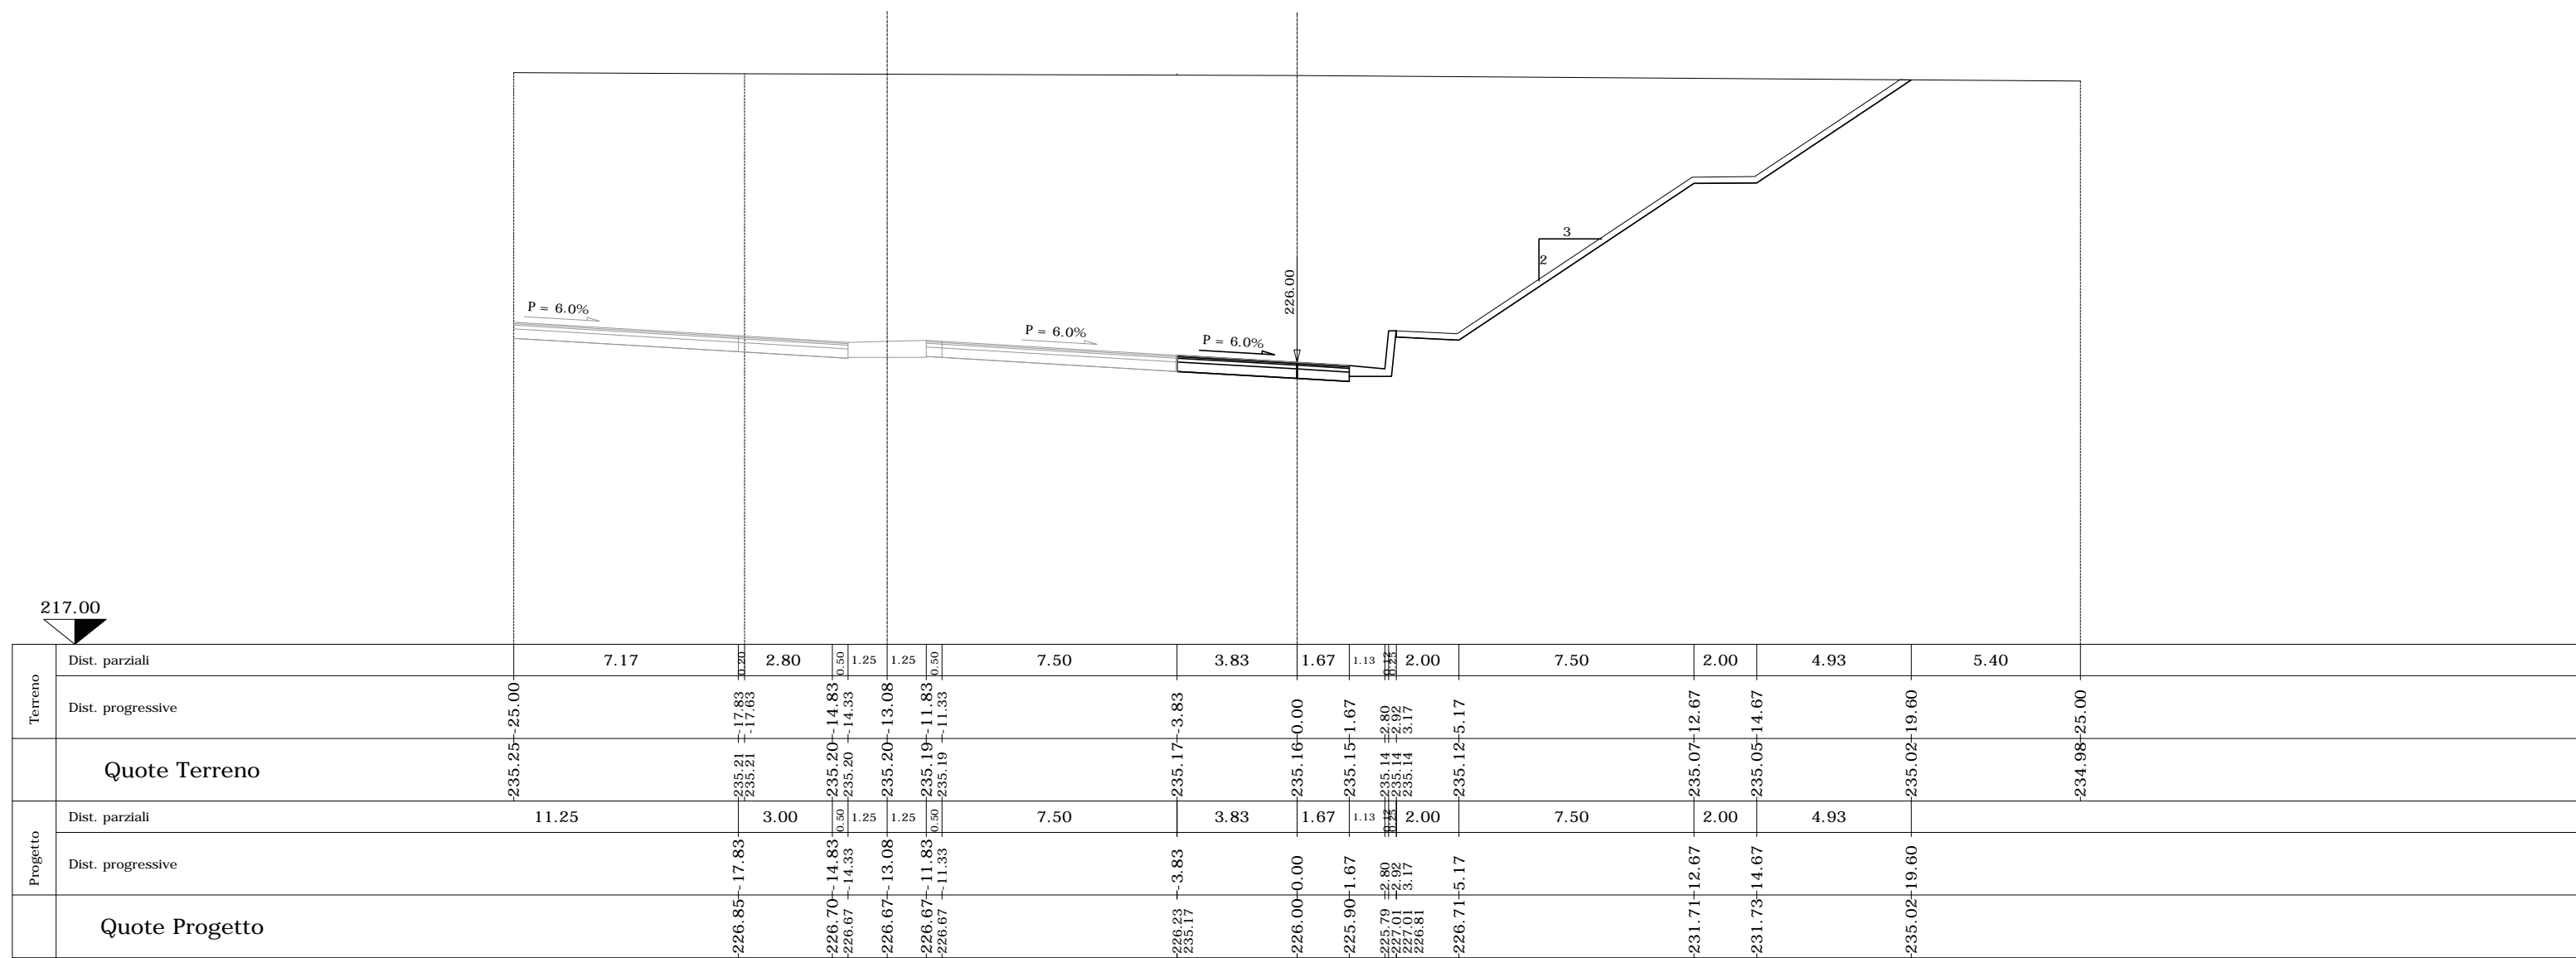 226.00
3
2
P = 6.0%
P = 6.0%
P = 6.0%
217.00
Terreno
Dist. parziali
7.17 0.20 2.80 0.50 1.25 1.25 0.50 7.50 3.83 1.67 1.13 0.12 0.25 2.00 7.50 2.00 4.93 5.40
Dist. progressive
-25.00 -17.83 -17.63 -14.83 -14.33 -13.08 -11.83 -11.33 -3.83 0.00 1.67 2.80 2.92 3.17 5.17 12.67 14.67 19.60 25.00
Quote Terreno
235.25 235.21 235.21 235.20 235.20 235.20 235.19 235.19 235.17 235.16 235.15 235.14 235.14 235.14 235.12 235.07 235.05 235.02 234.98
Progetto
Dist. parziali
11.25 3.00 0.50 1.25 1.25 0.50 7.50 3.83 1.67 1.13 0.12 0.25 2.00 7.50 2.00 4.93
Dist. progressive
-17.83 -14.83 -14.33 -13.08 -11.83 -11.33 -3.83 0.00 1.67 2.80 2.92 3.17 5.17 12.67 14.67 19.60
Quote Progetto
226.85 226.70 226.67 226.67 226.67 226.67 226.23 235.17 226.00 225.90 225.79 227.01 227.01 226.81 226.71 231.71 231.73 235.02